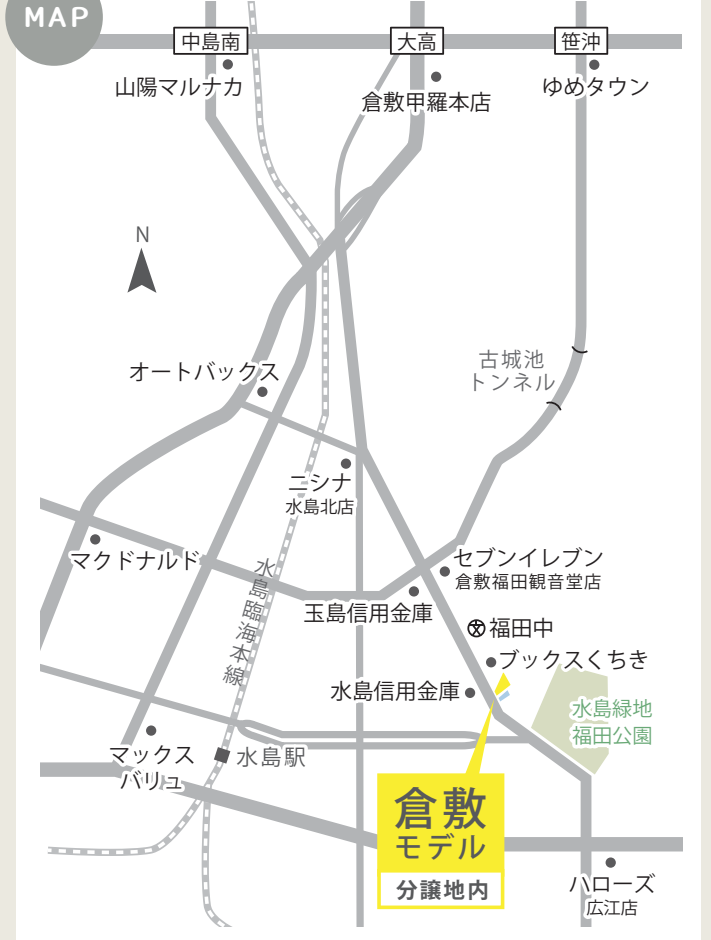 MAP
中島南
大高
笹沖
山陽マルナカ
倉敷甲羅本店
ゆめタウン
N
オートバックス
古城池
トンネル
ニシナ
水島北店
マクドナルド
水島臨海本線
セブンイレブン
倉敷福田観音堂店
玉島信用金庫
文
福田中
ブックスくちき
水島信用金庫
水島緑地
福田公園
マックス
バリュ
水島駅
倉敷
モデル
分譲地内
ハローズ
広江店